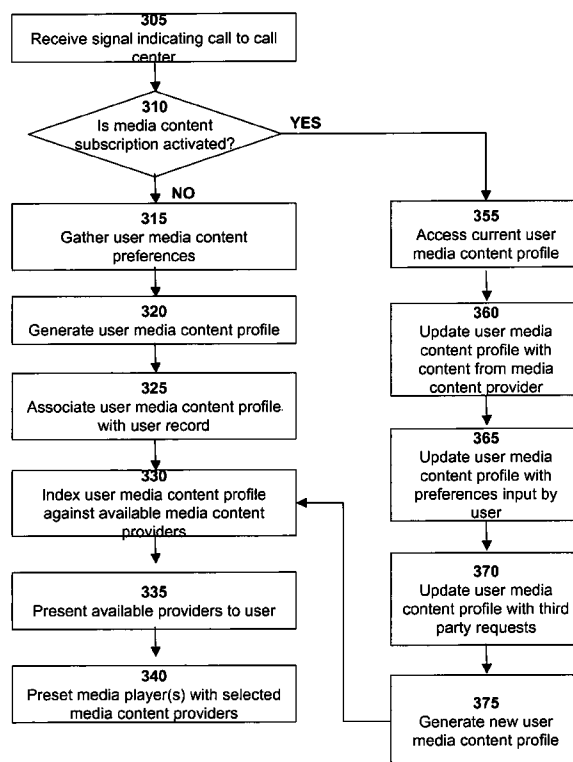 305
Receive signal indicating call to call
center
310
Is media content
subscription activated?
YES
NO
315
Gather user media content
preferences
320
Generate user media content profile
325
Associate user media content profile
with user record
330
Index user media content profile
against available media content
providers
335
Present available providers to user
340
Preset media player(s) with selected
media content providers
355
Access current user
media content profile
360
Update user media
content profile with
content from media
content provider
365
Update user media
content profile with
preferences input by
user
370
Update user media
content profile with third
party requests
375
Generate new user
media content profile